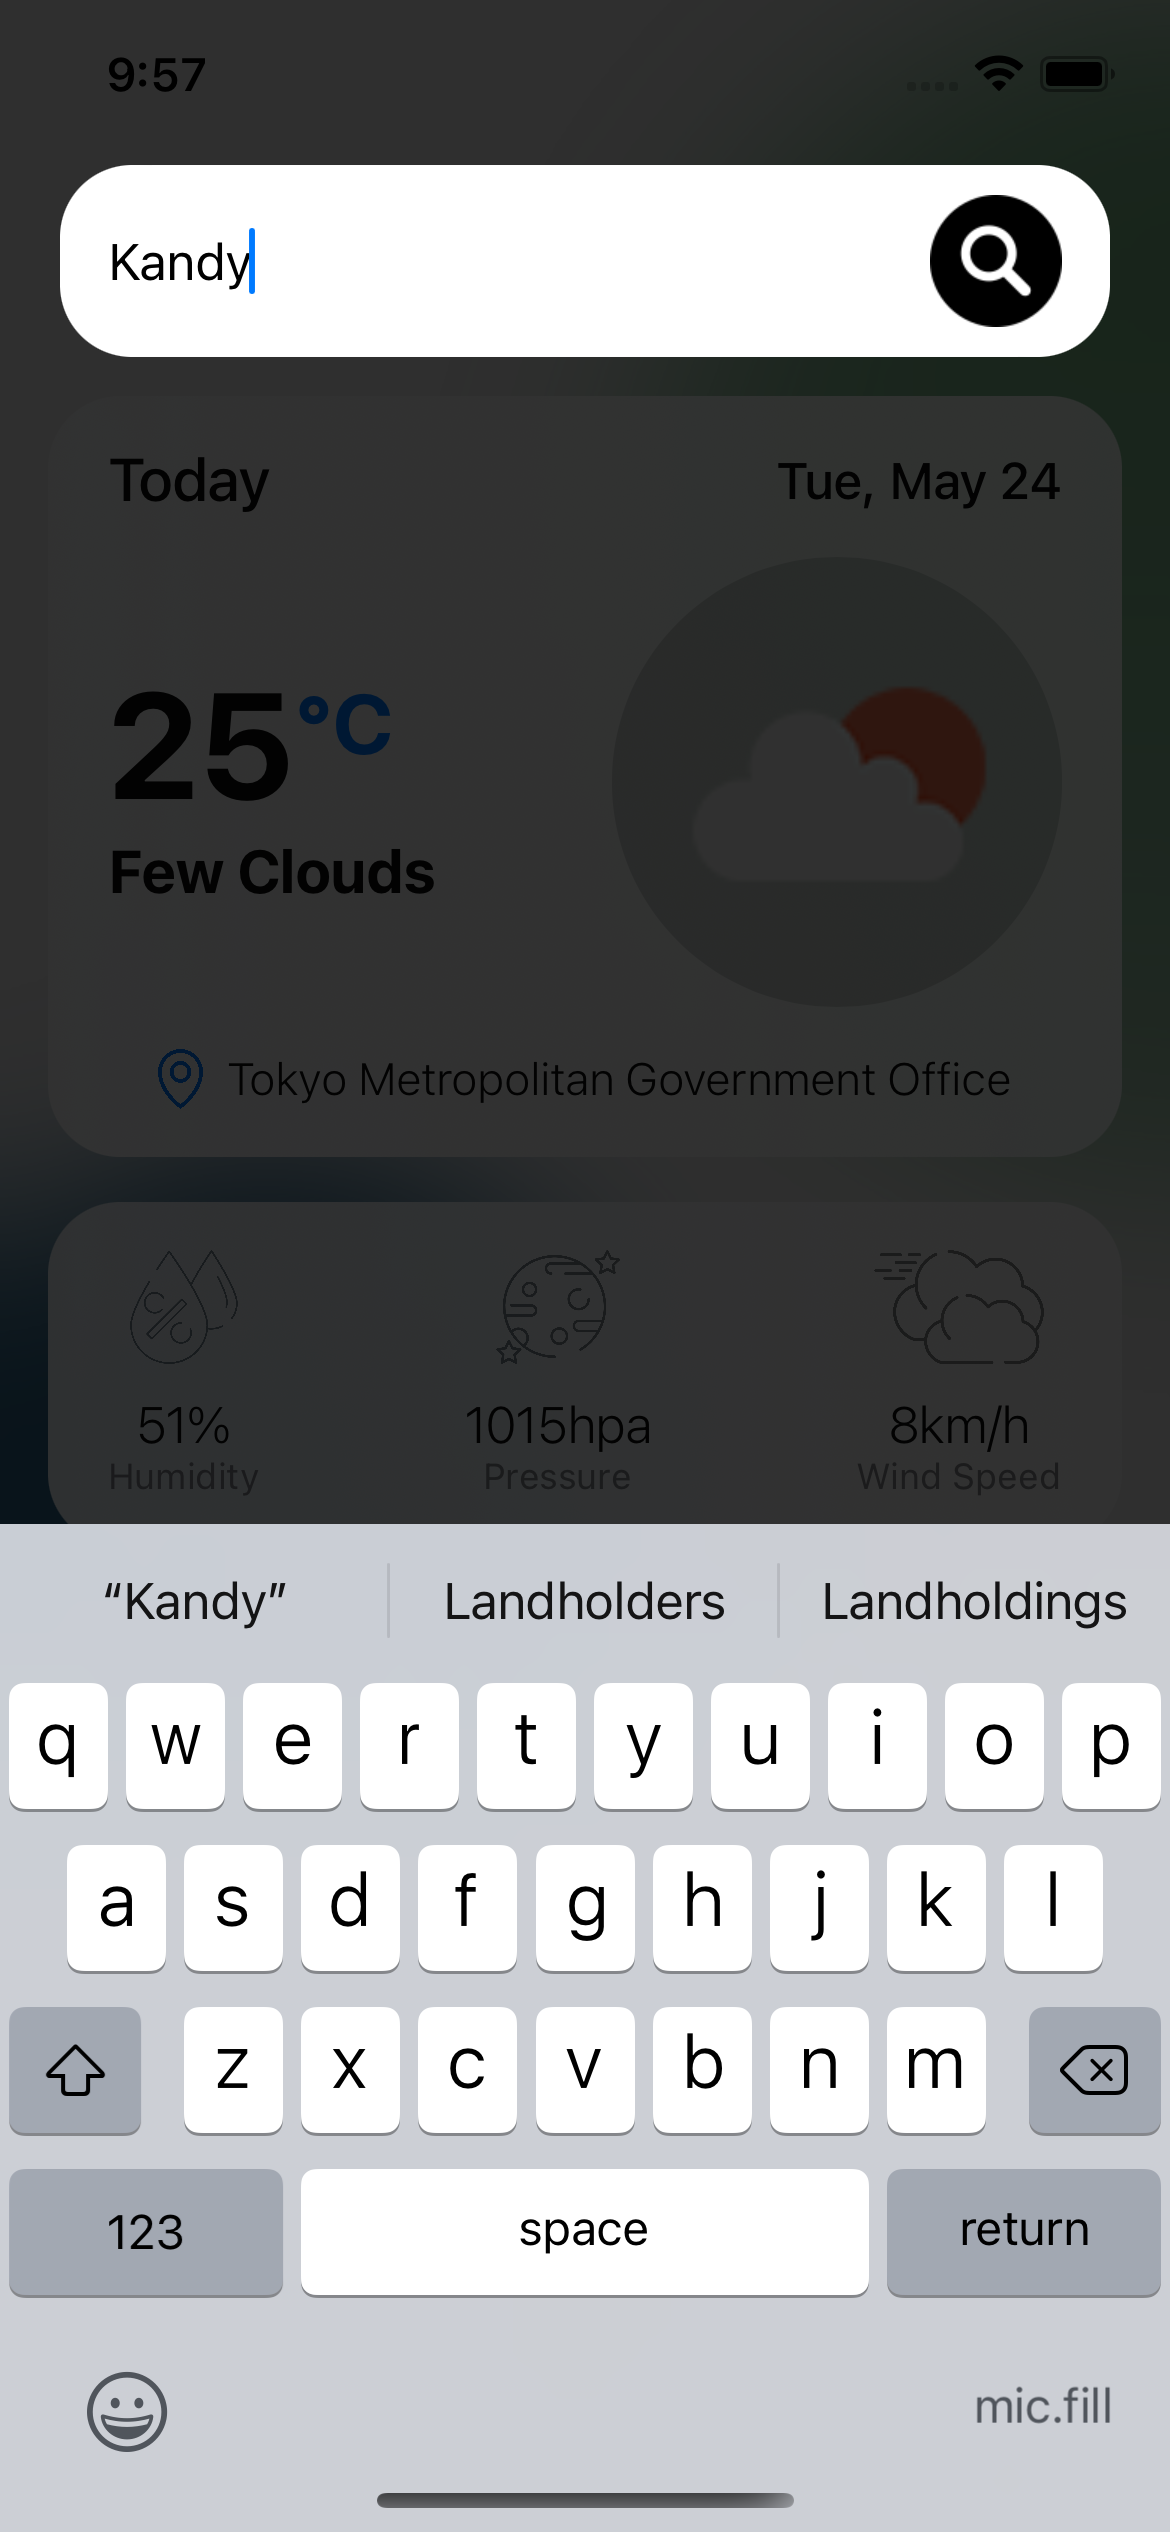 9:57
Kandy
Today Tue, May 24
25°C
Few Clouds
Tokyo Metropolitan Government Office
51% 1015hpa 8km/h
Humidity Pressure Wind Speed
“Kandy” Landholders Landholdings
q w e r t y u i o p
a s d f g h j k l
z x c v b n m
123 space return
mic.fill